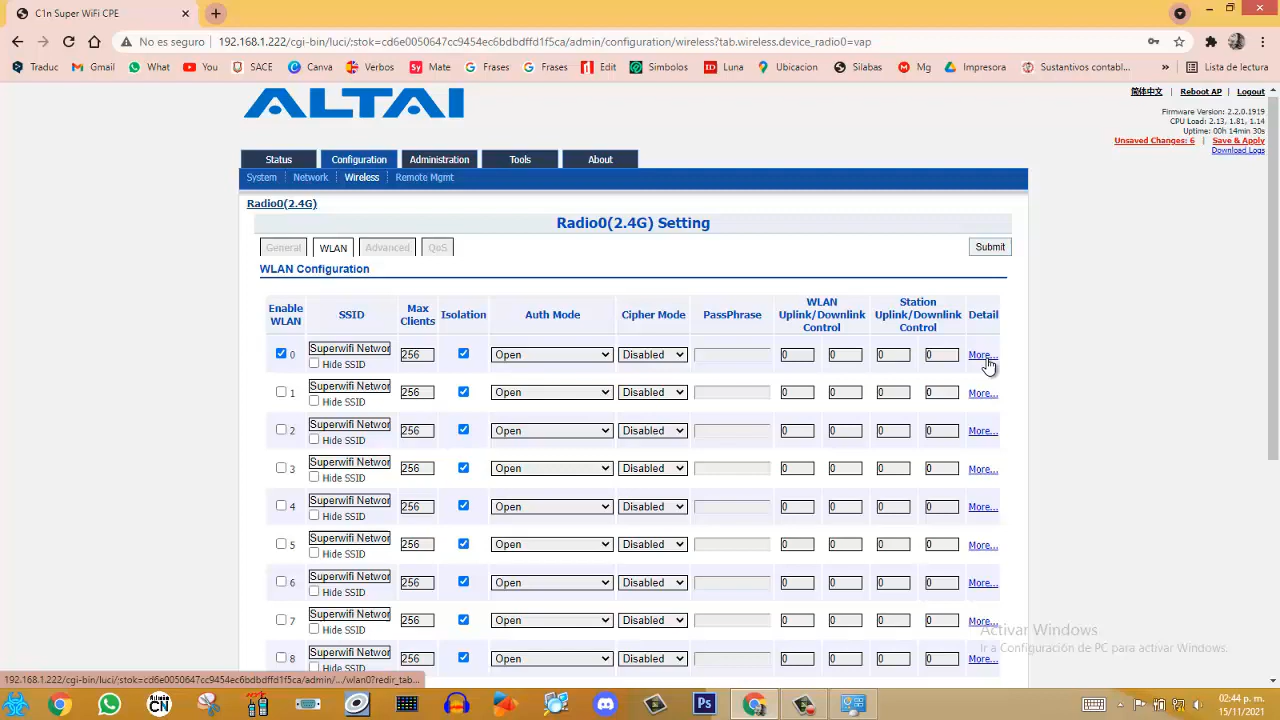 C1n Super WiFi CPE
No es seguro 192.168.1.222/cgi-bin/luci/;stok=cd6e0050647cc9454ec6bdbdffd1f5ca/admin/configuration/wireless?tab.wireless.device_radio0=vap
Traduc Gmail What You SACE Canva Verbos Mate Frases Frases Edit Simbolos Luna Ubicacion Silabas Mg Impresora Sustantivos contabl... » Lista de lectura
ALTAI
简体中文 | Reboot AP | Logout
Firmware Version: 2.2.0.1919
CPU Load: 2.13, 1.81, 1.14
Uptime: 00h 14min 30s
Unsaved Changes: 6 | Save & Apply
Download Logs
Status Configuration Administration Tools About
System Network Wireless Remote Mgmt
Radio0(2.4G)
Radio0(2.4G) Setting
General WLAN Advanced QoS Submit
WLAN Configuration
Enable WLAN SSID Max Clients Isolation Auth Mode Cipher Mode PassPhrase WLAN Uplink/Downlink Control Station Uplink/Downlink Control Detail
0 Superwifi Networ 256 Open Disabled 0 0 0 0 More...
Hide SSID
1 Superwifi Networ 256 Open Disabled 0 0 0 0 More...
Hide SSID
2 Superwifi Networ 256 Open Disabled 0 0 0 0 More...
Hide SSID
3 Superwifi Networ 256 Open Disabled 0 0 0 0 More...
Hide SSID
4 Superwifi Networ 256 Open Disabled 0 0 0 0 More...
Hide SSID
5 Superwifi Networ 256 Open Disabled 0 0 0 0 More...
Hide SSID
6 Superwifi Networ 256 Open Disabled 0 0 0 0 More...
Hide SSID
7 Superwifi Networ 256 Open Disabled 0 0 0 0 More...
Hide SSID
8 Superwifi Networ 256 Open Disabled 0 0 0 0 More...
Hide SSID
Activar Windows
Ir a Configuración de PC para activar Windows.
192.168.1.222/cgi-bin/luci/;stok=cd6e0050647cc9454ec6bdbdffd1f5ca/admin/.../wlan0?redir_tab...
CN
Ps
02:44 p.m.
15/11/2021